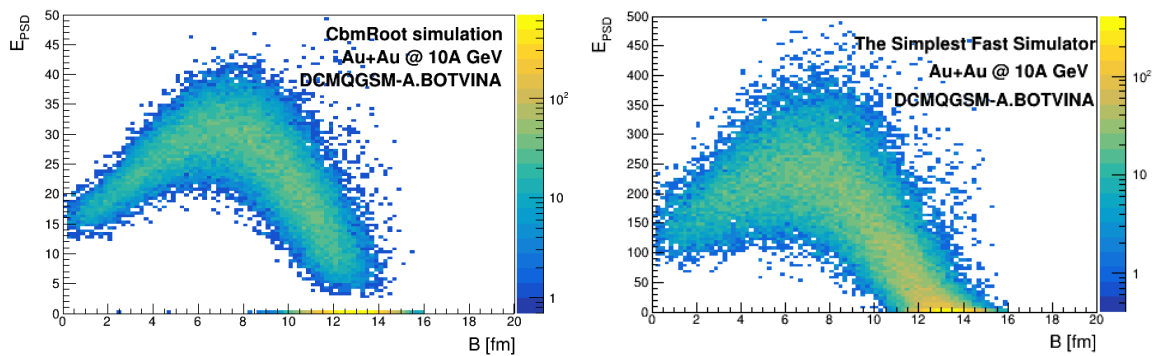 E_PSD
50
45
40
35
30
25
20
15
10
5
0
CbmRoot simulation
Au+Au @ 10A GeV
DCMQGSM-A.BOTVINA
10²
10
1
0 2 4 6 8 10 12 14 16 18 20
B [fm]
E_PSD
500
450
400
350
300
250
200
150
100
50
0
The Simplest Fast Simulator
Au+Au @ 10A GeV
DCMQGSM-A.BOTVINA
10²
10
1
0 2 4 6 8 10 12 14 16 18 20
B [fm]